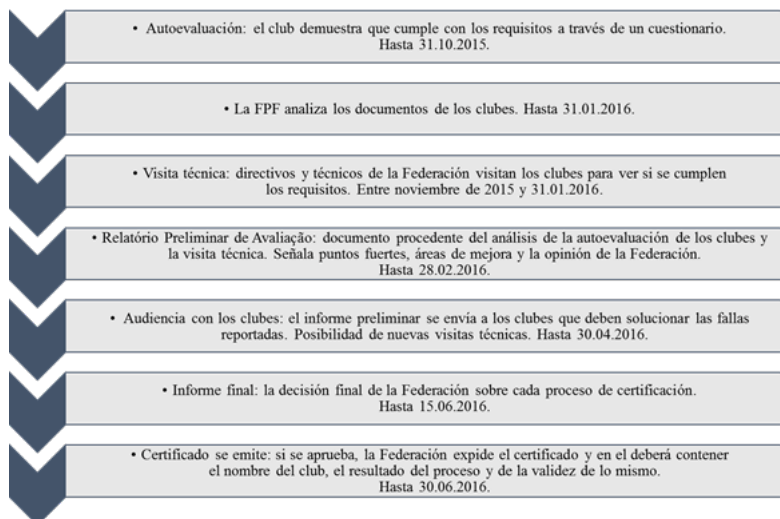 • Autoevaluación: el club demuestra que cumple con los requisitos a través de un cuestionario.
Hasta 31.10.2015.
• La FPF analiza los documentos de los clubes. Hasta 31.01.2016.
• Visita técnica: directivos y técnicos de la Federación visitan los clubes para ver si se cumplen
los requisitos. Entre noviembre de 2015 y 31.01.2016.
• Relatório Preliminar de Avaliação: documento procedente del análisis de la autoevaluación de los clubes y
la visita técnica. Señala puntos fuertes, áreas de mejora y la opinión de la Federación.
Hasta 28.02.2016.
• Audiencia con los clubes: el informe preliminar se envía a los clubes que deben solucionar las fallas
reportadas. Posibilidad de nuevas visitas técnicas. Hasta 30.04.2016.
• Informe final: la decisión final de la Federación sobre cada proceso de certificación.
Hasta 15.06.2016.
• Certificado se emite: si se aprueba, la Federación expide el certificado y en el deberá contener
el nombre del club, el resultado del proceso y de la validez de lo mismo.
Hasta 30.06.2016.